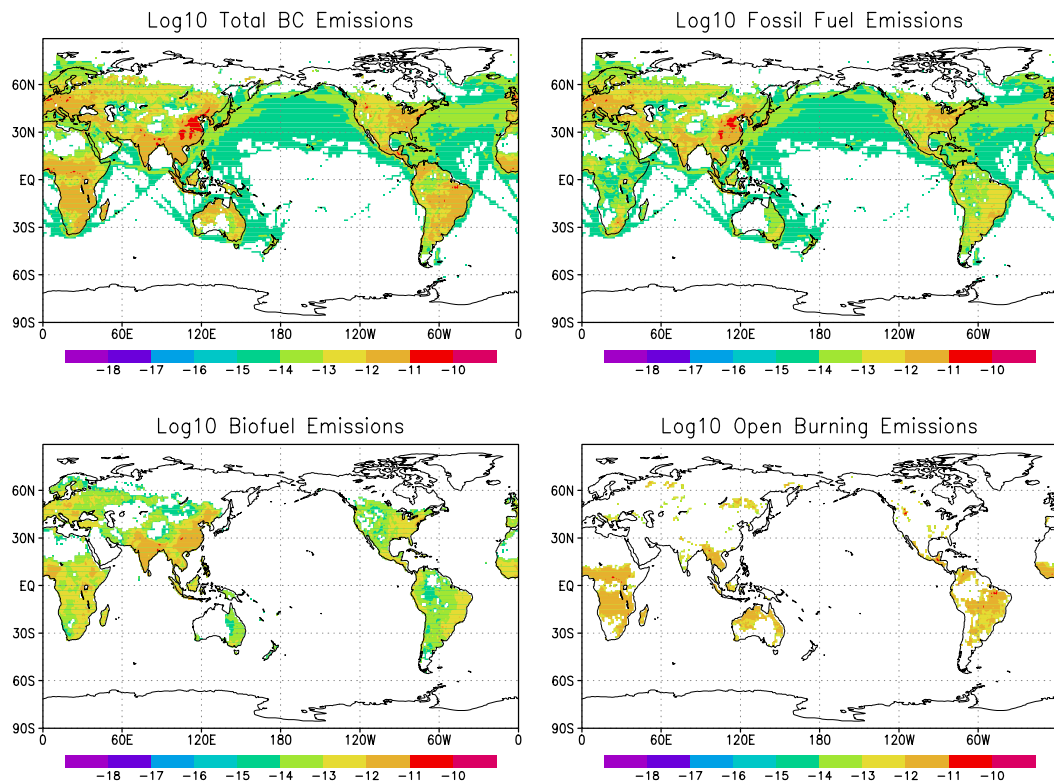 Log10 Total BC Emissions
60N
30N
EQ
30S
60S
90S
0 60E 120E 180 120W 60W 0
-18 -17 -16 -15 -14 -13 -12 -11 -10
Log10 Fossil Fuel Emissions
60N
30N
EQ
30S
60S
90S
0 60E 120E 180 120W 60W
-18 -17 -16 -15 -14 -13 -12 -11 -10
Log10 Biofuel Emissions
60N
30N
EQ
30S
60S
90S
0 60E 120E 180 120W 60W 0
-18 -17 -16 -15 -14 -13 -12 -11 -10
Log10 Open Burning Emissions
60N
30N
EQ
30S
60S
90S
0 60E 120E 180 120W 60W
-18 -17 -16 -15 -14 -13 -12 -11 -10